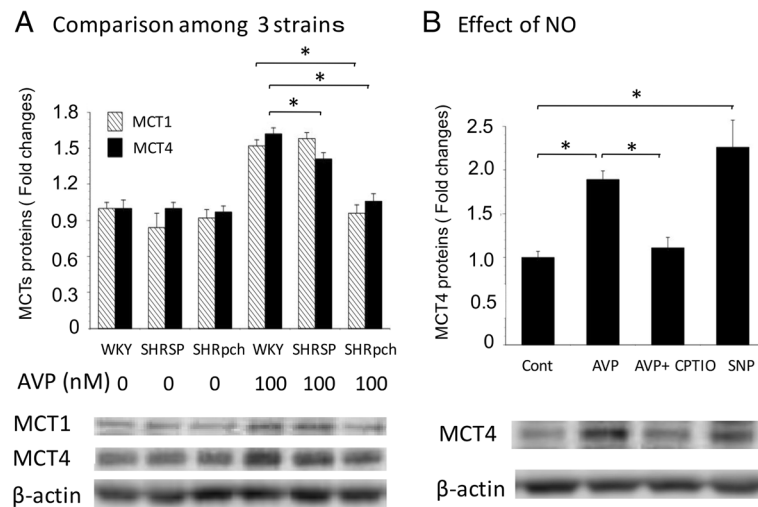 A Comparison among 3 strains
*
*
*
1.8
1.5
1.2
0.9
0.6
0.3
0
MCTs proteins ( Fold changes)
MCT1
MCT4
WKY SHRSP SHRpch WKY SHRSP SHRpch
AVP (nM) 0 0 0 100 100 100
MCT1
MCT4
β-actin
B Effect of NO
*
* *
2.5
2.0
1.5
1.0
0.5
0
MCT4 proteins ( Fold changes)
Cont AVP AVP+ CPTIO SNP
MCT4
β-actin